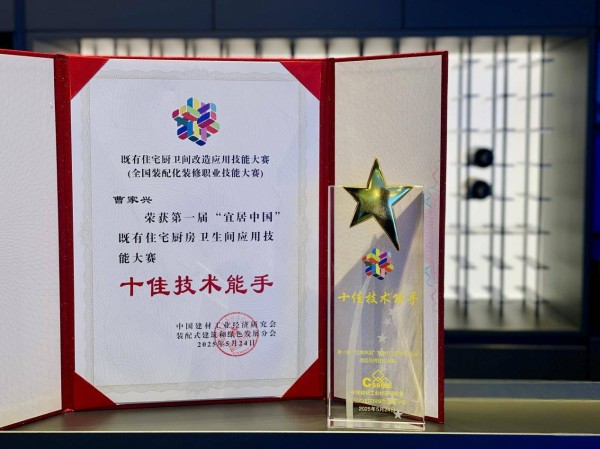 既有住宅厨卫间改造应用技能大赛
(全国装配化装修职业技能大赛)
曹家兴
荣获第一届“宜居中国”
既有住宅厨房卫生间应用技
能大赛
十佳技术能手
中国建材工业经济研究会
装配式建筑和绿色发展分会
2025年5月24日
十佳技术能手
2025年5月24日